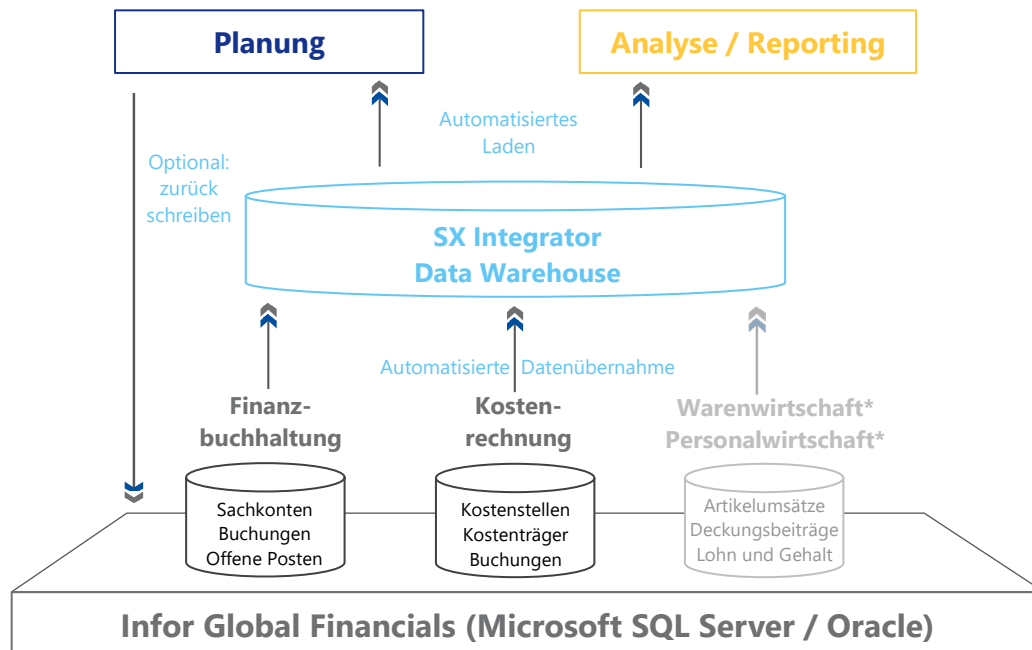 Planung
Analyse / Reporting
Automatisiertes
Laden
Optional:
zurück
schreiben
SX Integrator
Data Warehouse
Automatisierte Datenübernahme
Finanz-
buchhaltung
Kosten-
rechnung
Warenwirtschaft*
Personalwirtschaft*
Sachkonten
Buchungen
Offene Posten
Kostenstellen
Kostenträger
Buchungen
Artikelumsätze
Deckungsbeiträge
Lohn und Gehalt
Infor Global Financials (Microsoft SQL Server / Oracle)